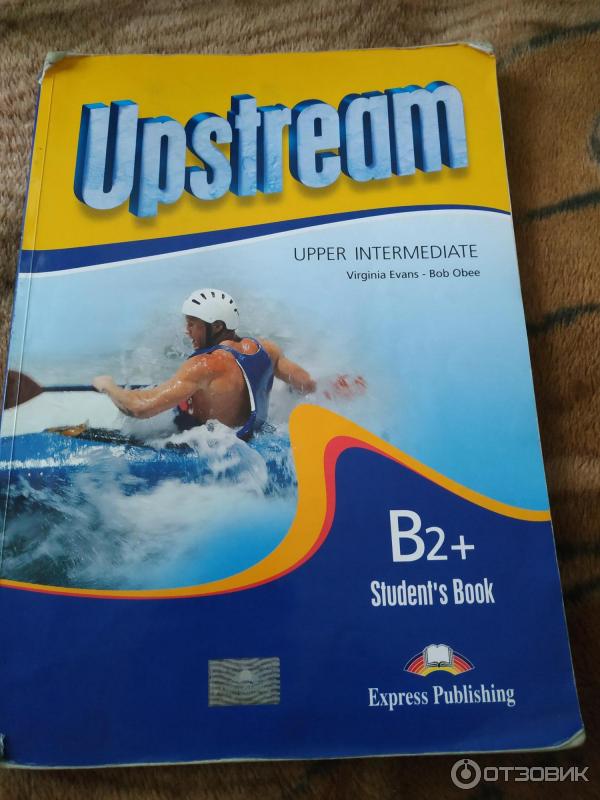 Upstream
UPPER INTERMEDIATE
Virginia Evans - Bob Obee
B2+
Student's Book
Express Publishing
ОТЗОВИК